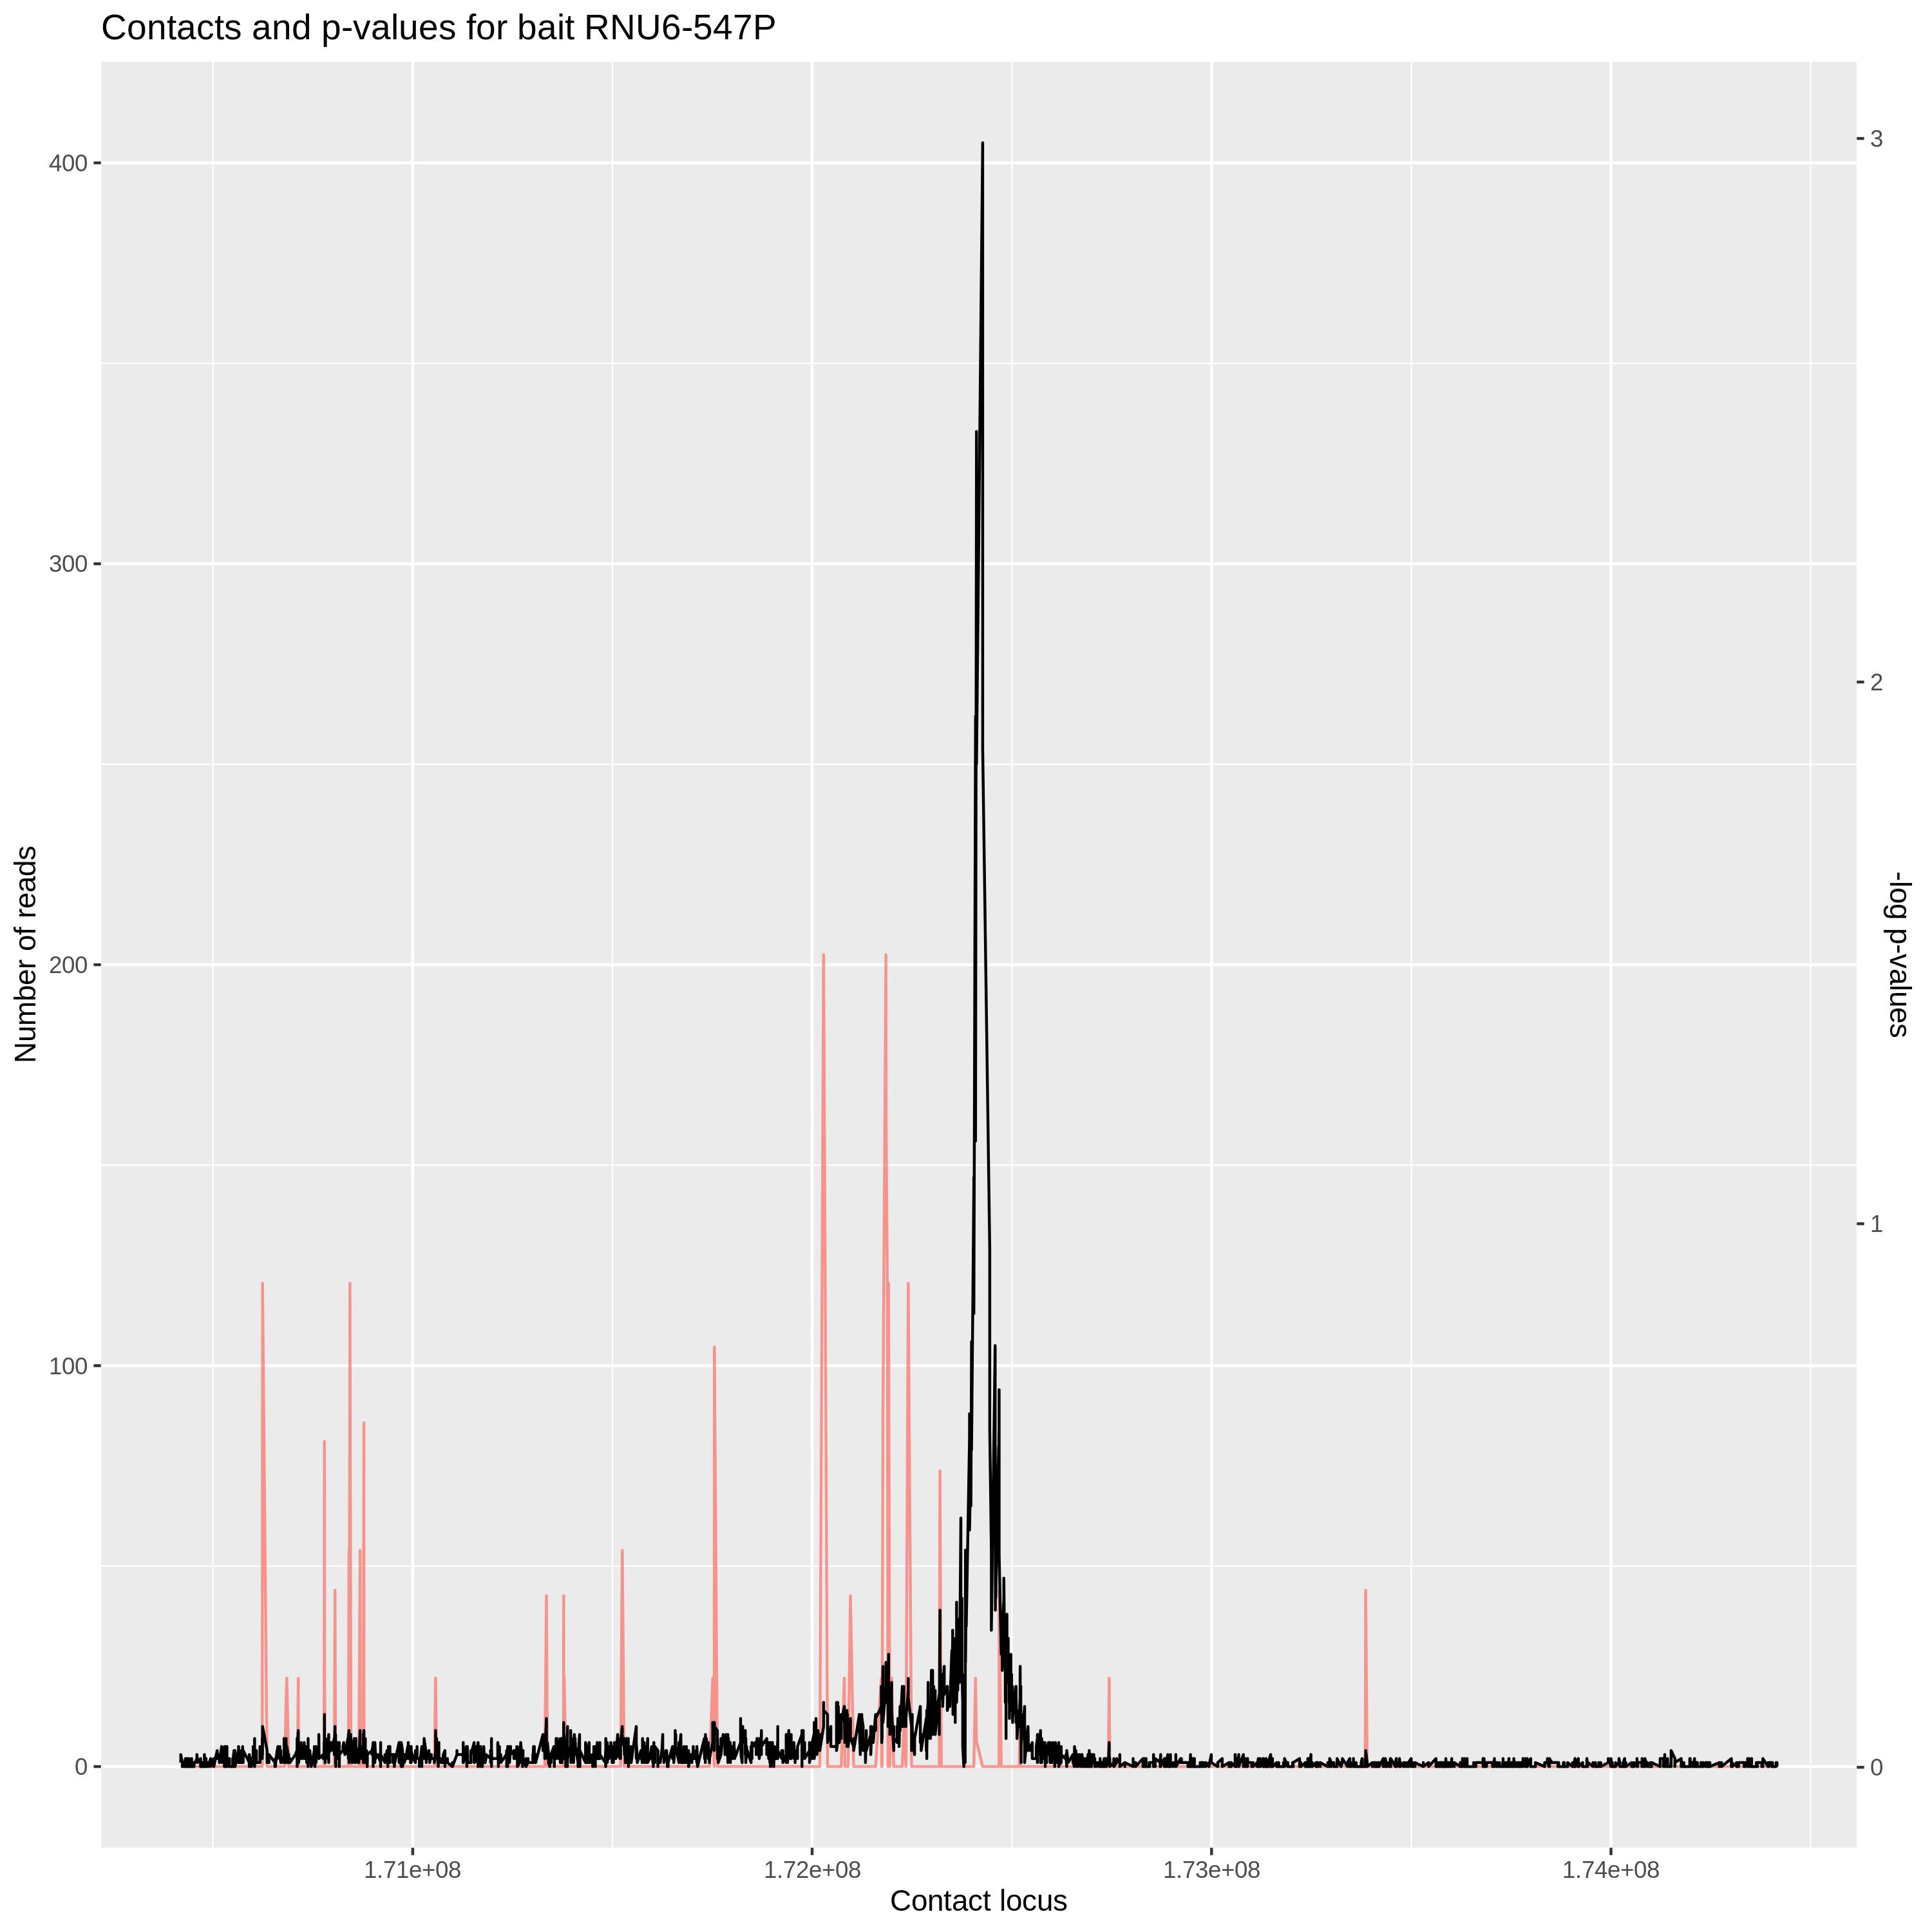 Contacts and p-values for bait RNU6-547P
400
300
200
100
0
Number of reads
3
2
1
0
-log p-values
1.71e+08
1.72e+08
1.73e+08
1.74e+08
Contact locus